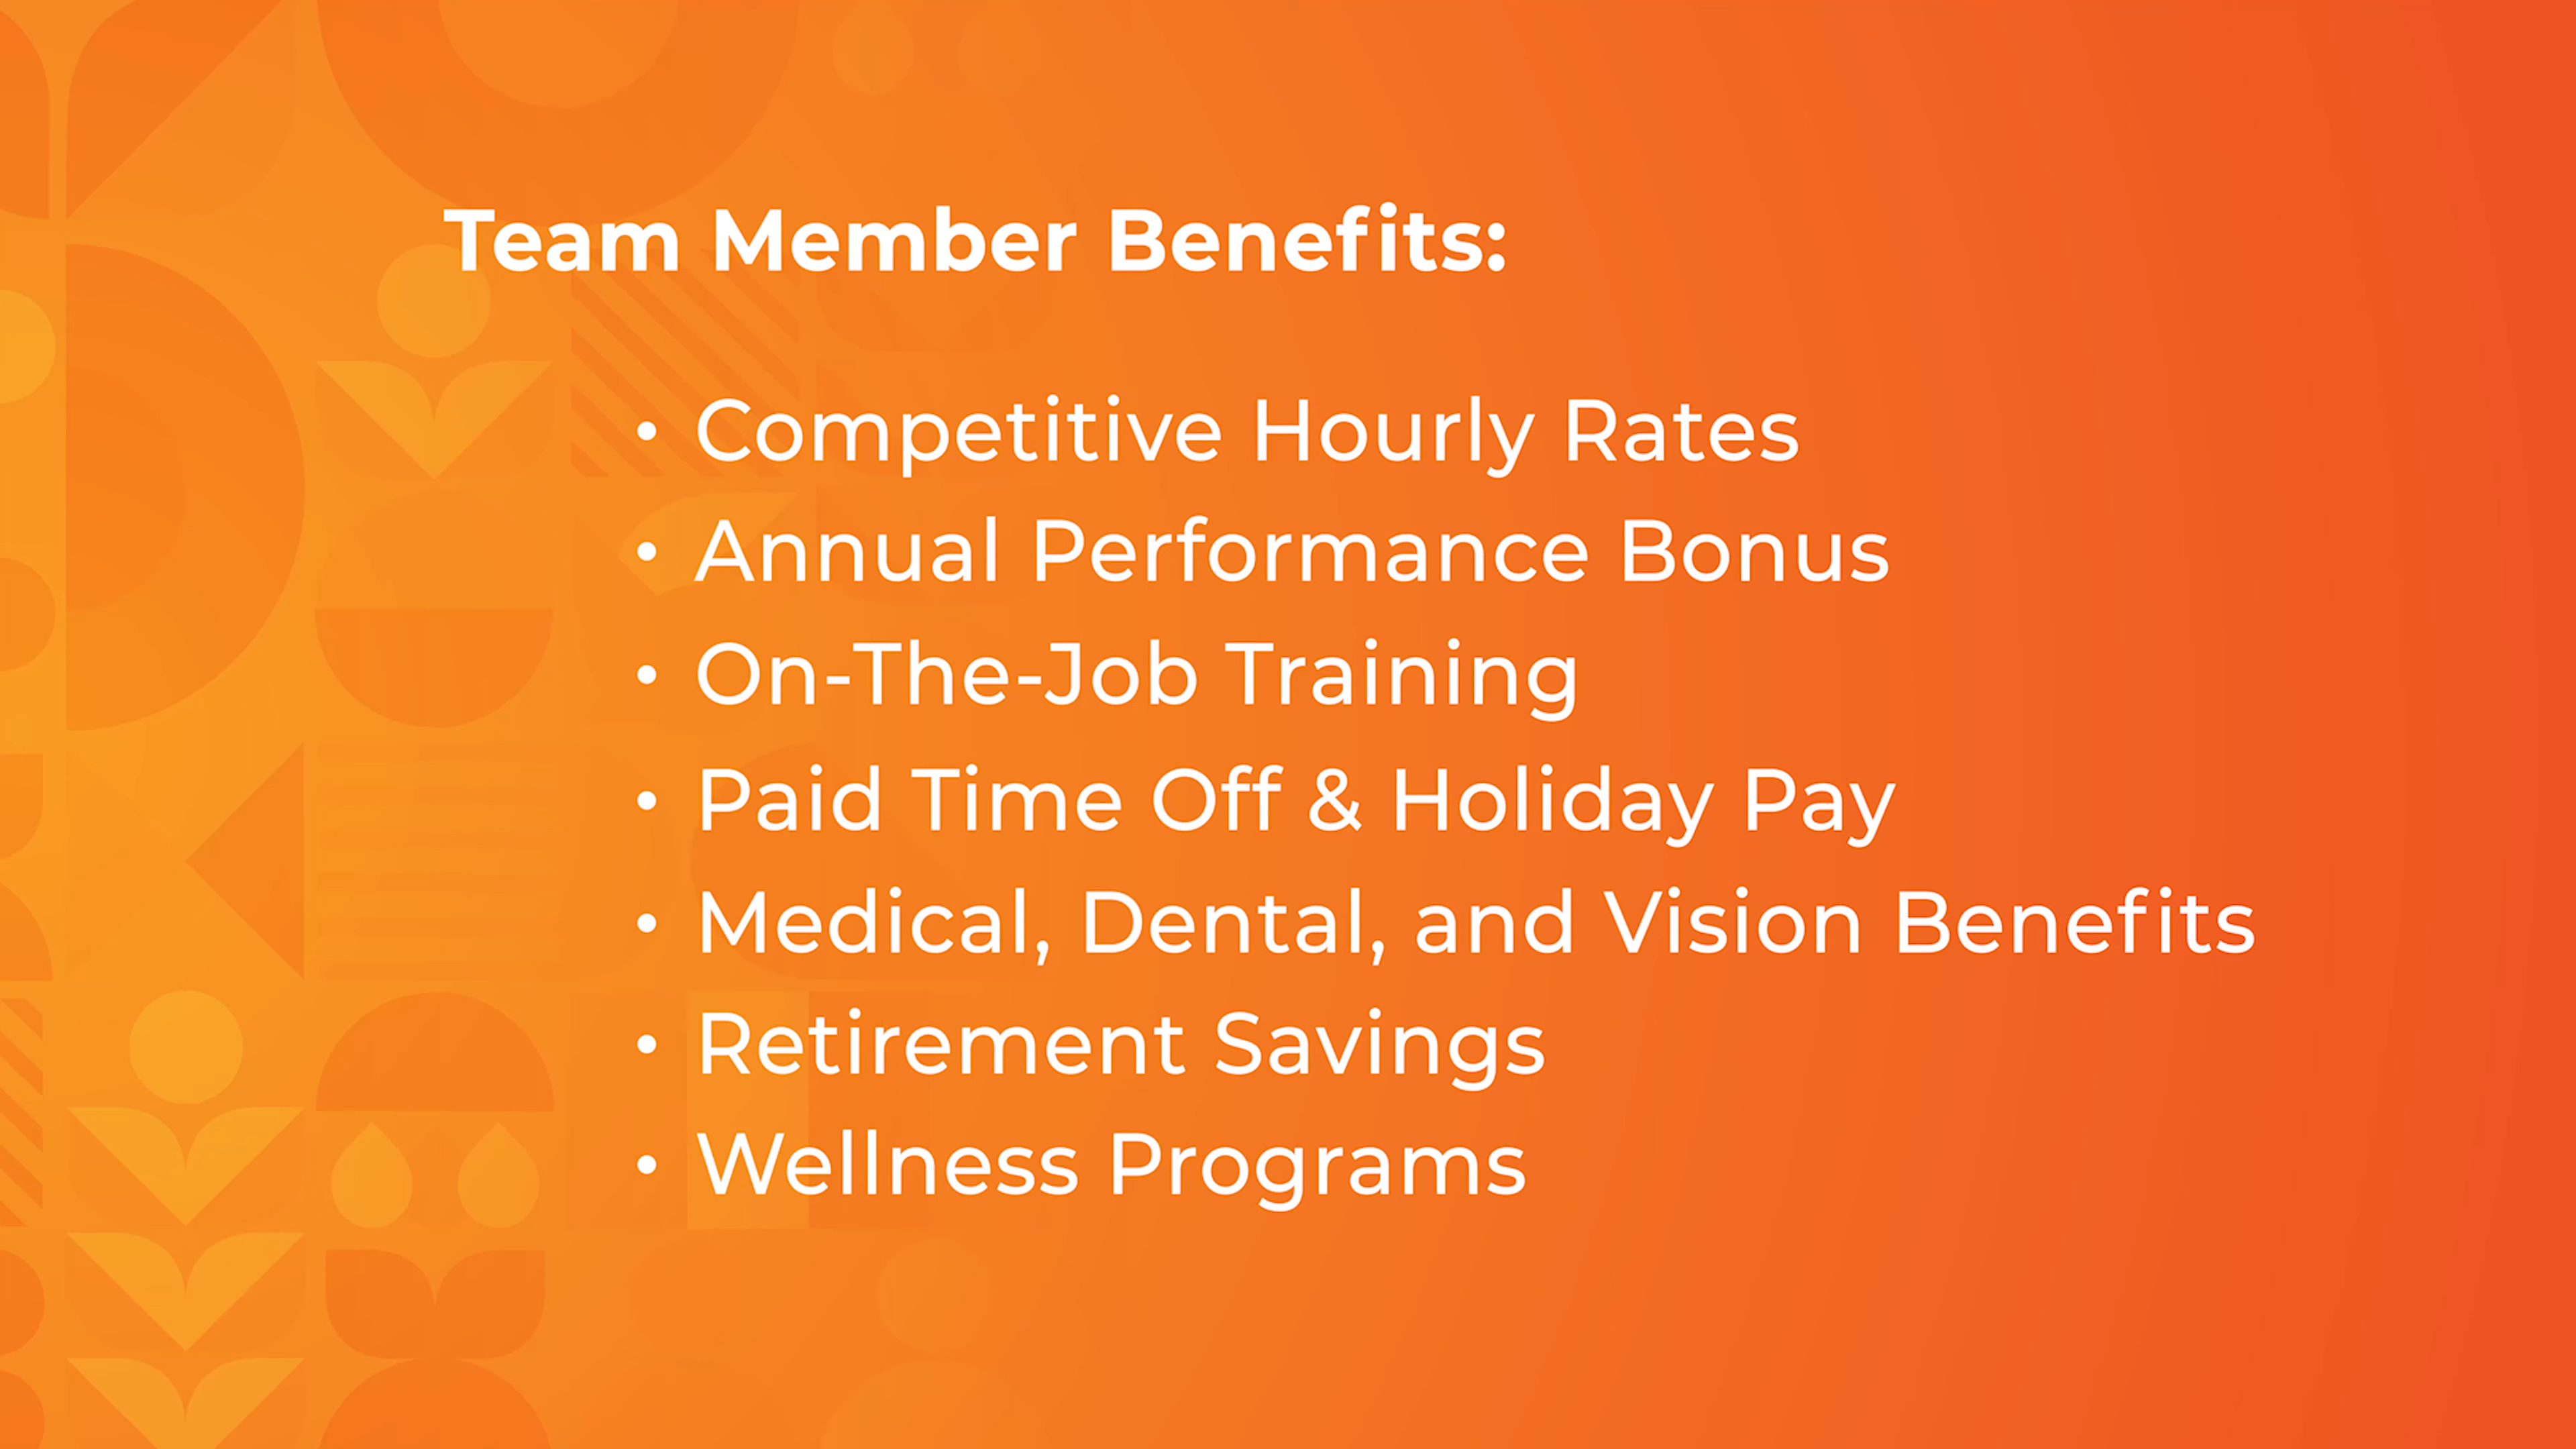 Team Member Benefits:
• Competitive Hourly Rates
• Annual Performance Bonus
• On-The-Job Training
• Paid Time Off & Holiday Pay
• Medical, Dental, and Vision Benefits
• Retirement Savings
• Wellness Programs